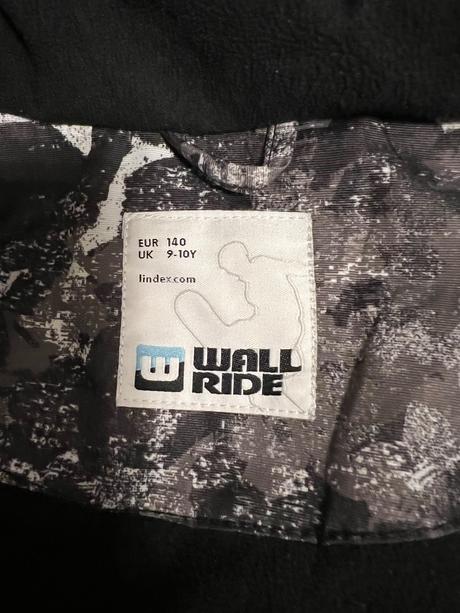 EUR 140
UK 9-10Y
lindex.com
W WALL
RIDE